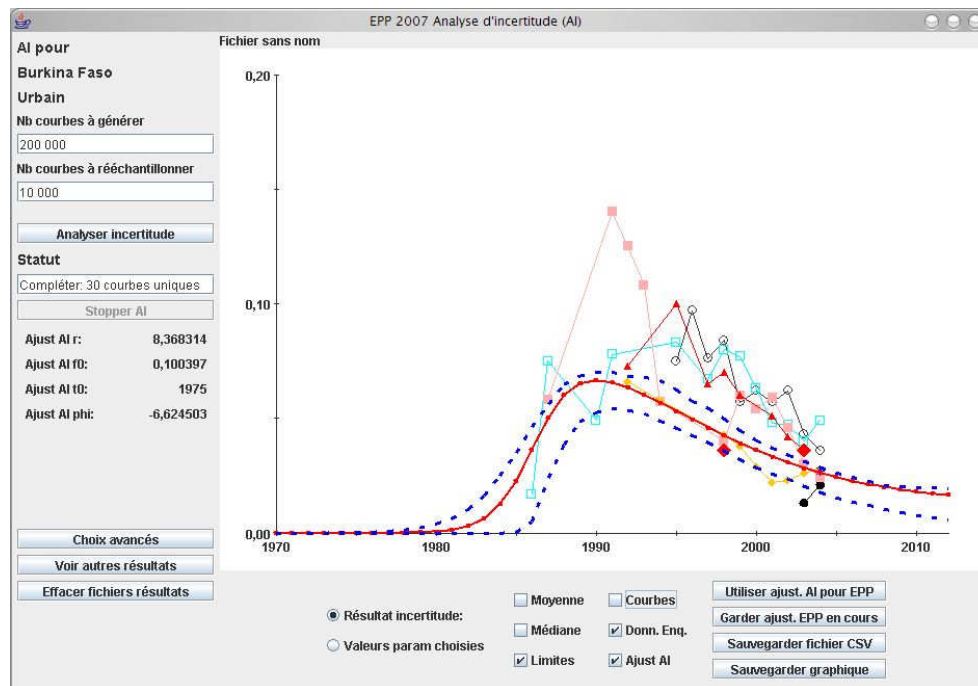 EPP 2007 Analyse d'incertitude (AI)
AI pour
Burkina Faso
Urbain
Nb courbes à générer
200 000
Nb courbes à rééchantillonner
10 000
Analyser incertitude
Statut
Compléter: 30 courbes uniques
Stopper AI
Ajust AI r: 8,368314
Ajust AI f0: 0,100397
Ajust AI t0: 1975
Ajust AI phi: -6,624503
Choix avancés
Voir autres résultats
Effacer fichiers résultats
Fichier sans nom
0,20
0,10
0,00
1970 1980 1990 2000 2010
Résultat incertitude:
Valeurs param choisies
Moyenne
Médiane
Limites
Courbes
Donn. Enq.
Ajust AI
Utiliser ajust. AI pour EPP
Garder ajust. EPP en cours
Sauvegarder fichier CSV
Sauvegarder graphique